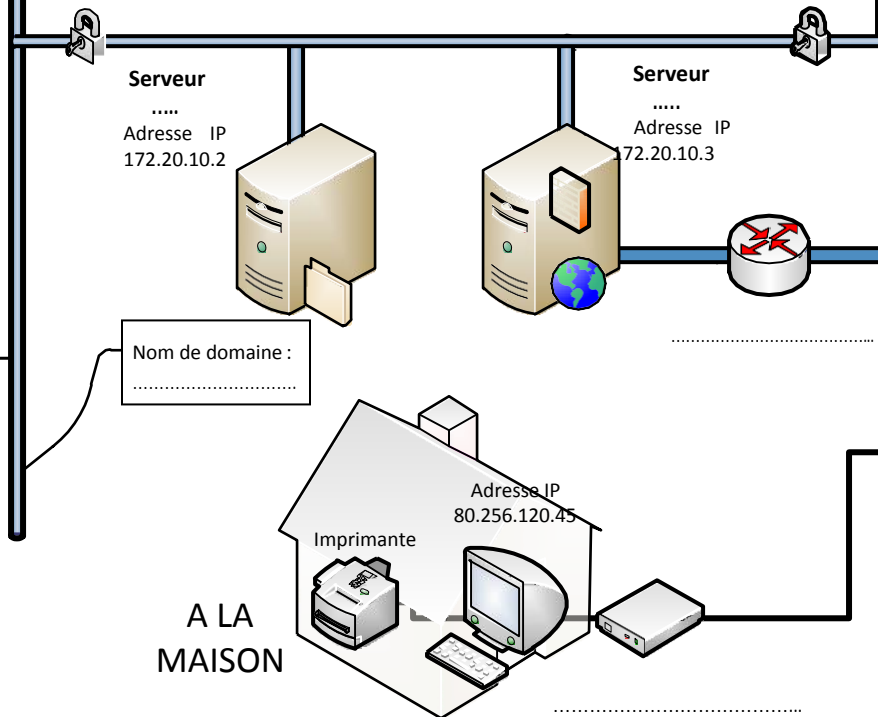 Serveur
.....
Adresse IP
172.20.10.2
Serveur
.....
Adresse IP
172.20.10.3
.......................................
Nom de domaine :
..............................
Adresse IP
80.256.120.45
Imprimante
A LA
MAISON
.......................................